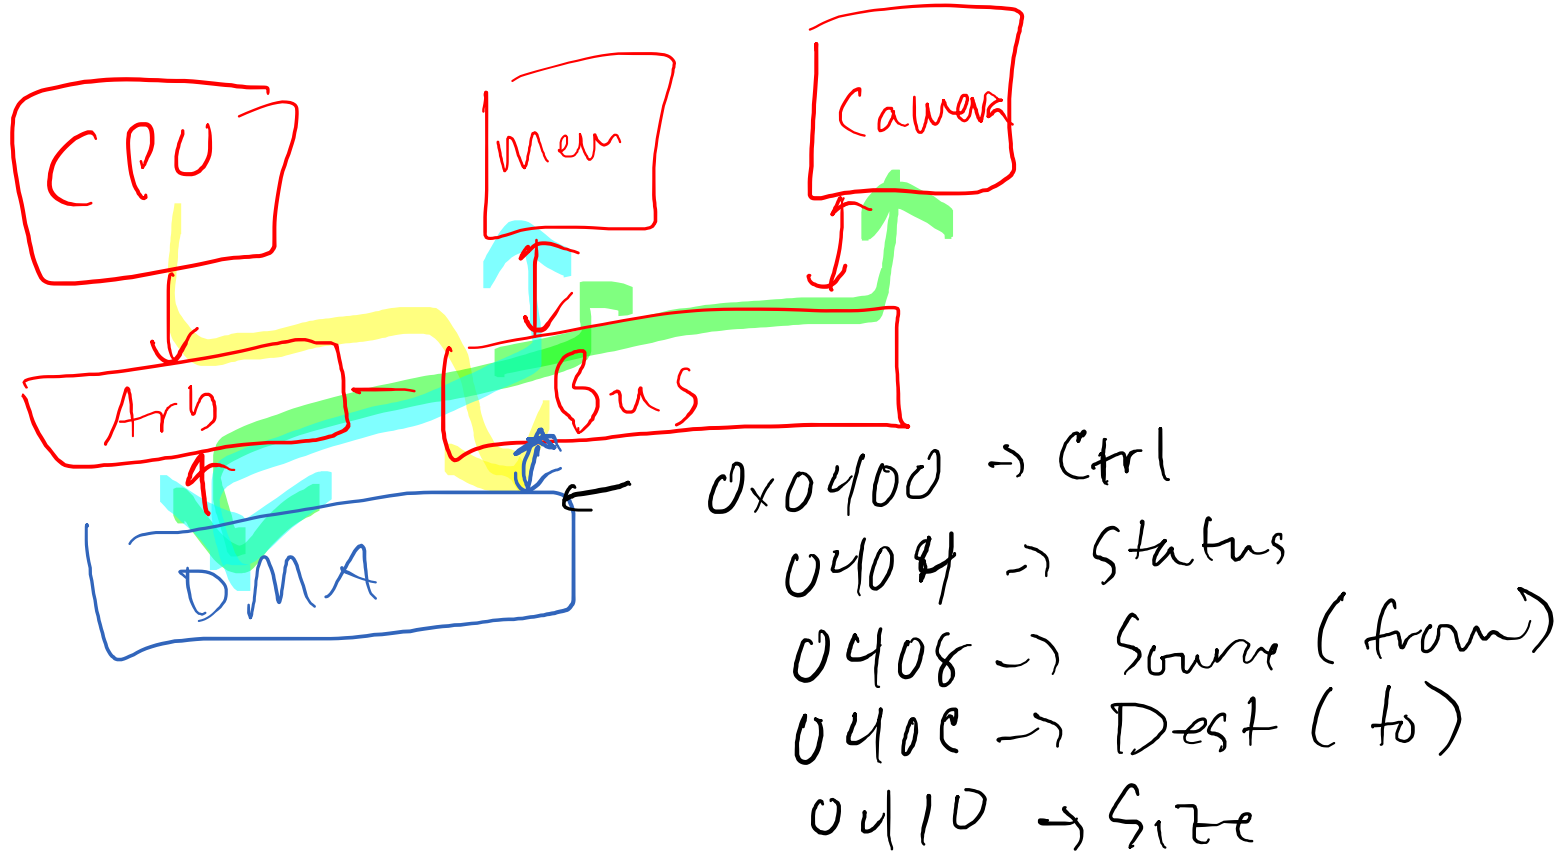 CPU
Mem
Camera
Arb
Bus
DMA
0x0400 → Ctrl
0404 → Status
0408 → Source (from)
040C → Dest (to)
0410 → Size